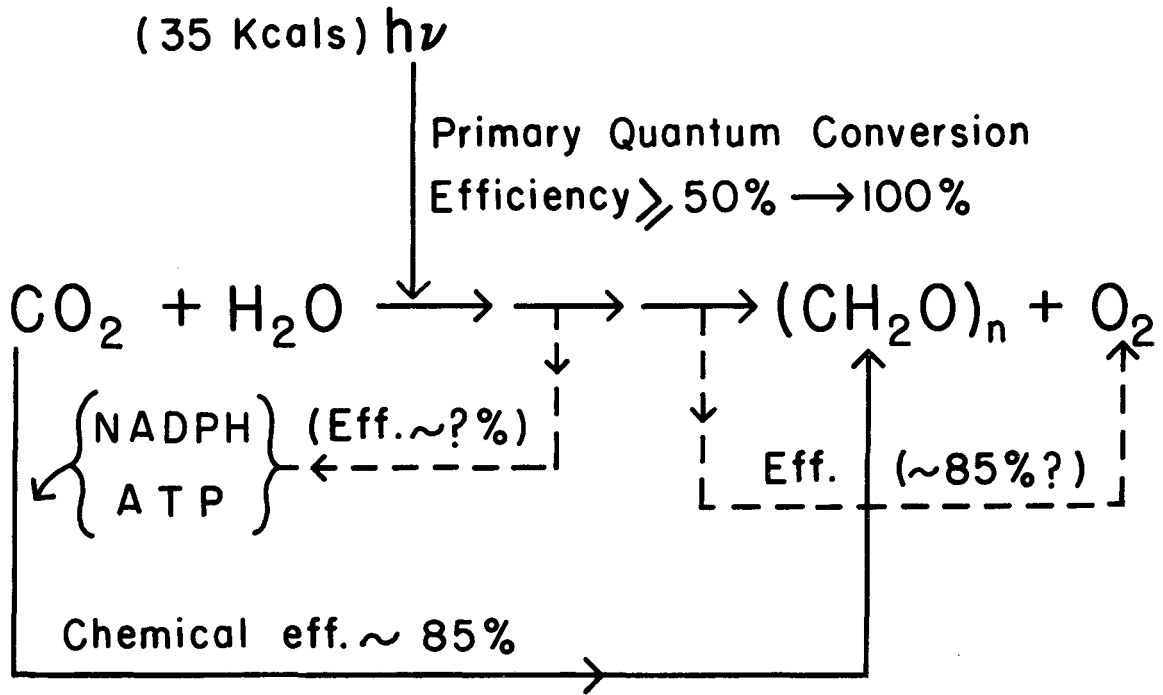 (35 Kcals) hν
Primary Quantum Conversion
Efficiency ⩾ 50% → 100%
CO₂ + H₂O → → → (CH₂O)ₙ + O₂
NADPH (Eff. ~ ? %)
ATP
Eff. (~85%?)
Chemical eff. ~ 85%